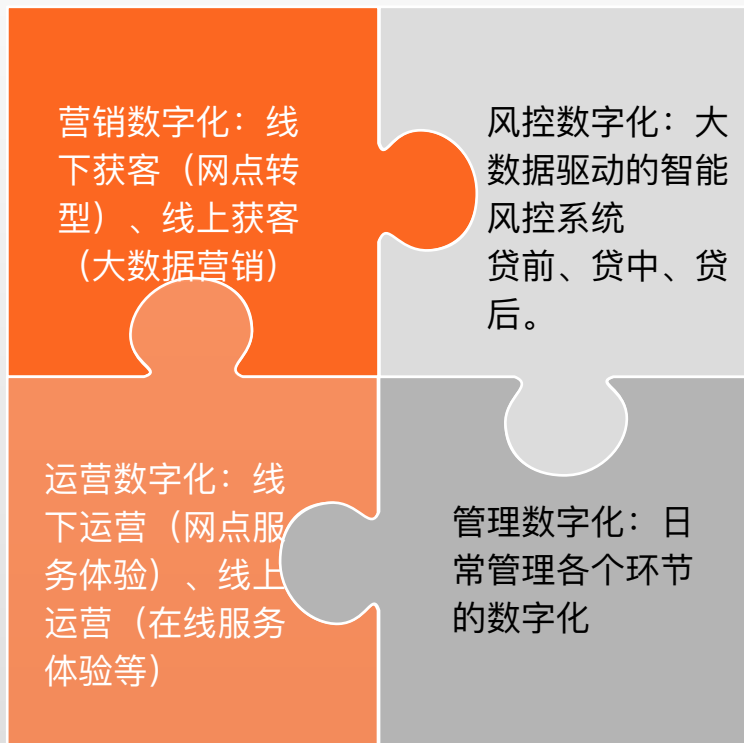 营销数字化：线
下获客（网点转
型）、线上获客
（大数据营销）
风控数字化：大
数据驱动的智能
风控系统
贷前、贷中、贷
后。
运营数字化：线
下运营（网点服
务体验）、线上
运营（在线服务
体验等）
管理数字化：日
常管理各个环节
的数字化